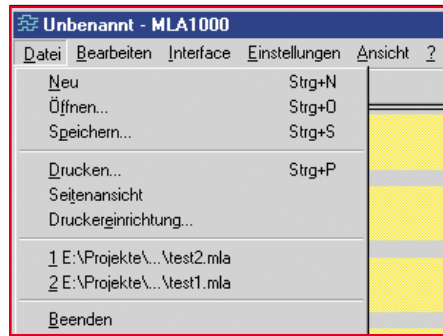 Unbenannt - MLA1000
Datei Bearbeiten Interface Einstellungen Ansicht ?
Neu Strg+N
Öffnen... Strg+O
Speichern... Strg+S
Drucken... Strg+P
Seitenansicht
Druckereinrichtung...
1 E:\Projekte\...\test2.mla
2 E:\Projekte\...\test1.mla
Beenden